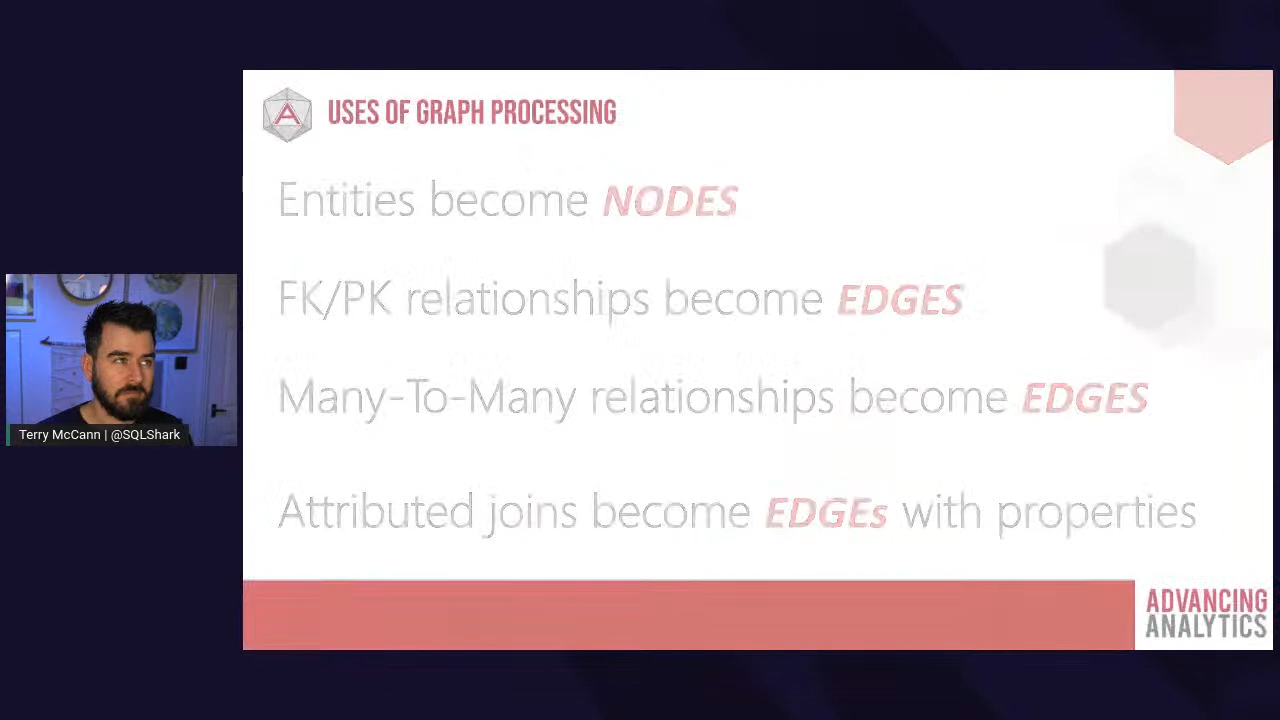 A USES OF GRAPH PROCESSING
Entities become NODES
FK/PK relationships become EDGES
Many-To-Many relationships become EDGES
Attributed joins become EDGEs with properties
Terry McCann | @SQLShark
ADVANCING
ANALYTICS